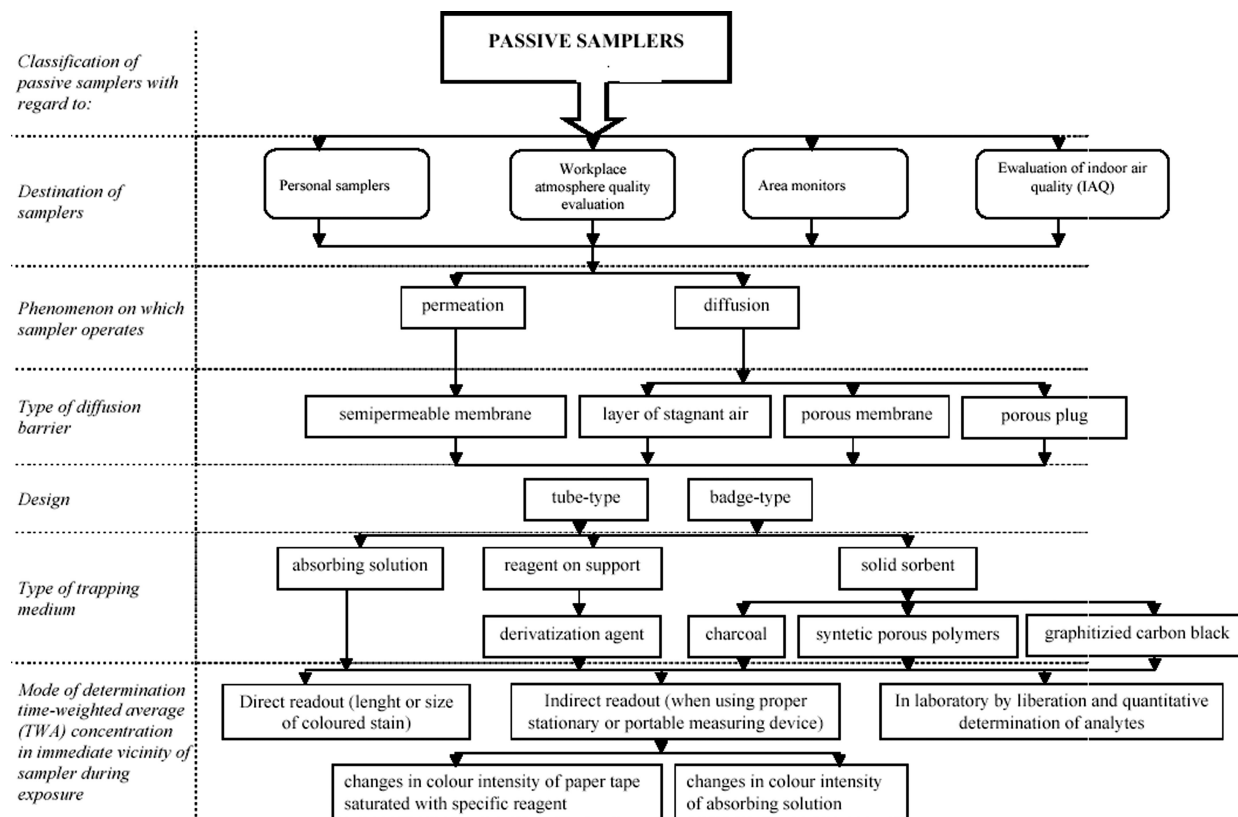 PASSIVE SAMPLERS
Classification of
passive samplers with
regard to:
Destination of
samplers
Personal samplers
Workplace
atmosphere quality
evaluation
Area monitors
Ewaluation of indoor air
quality (IAQ)
Phenomenon on which
sampler operates
permeation
diffusion
Type of diffusion
barrier
semipermeable membrane
layer of stagnant air
porous membrane
porous plug
Design
tube-type
badge-type
Type of trapping
medium
absorbing solution
reagent on support
solid sorbent
derivatization agent
charcoal
syntetic porous polymers
graphitizied carbon black
Mode of determination
time-weighted average
(TWA) concentration
in immediate vicinity of
sampler during
exposure
Direct readout (lenght or size
of coloured stain)
Indirect readout (when using proper
stationary or portable measuring device)
In laboratory by liberation and quantitative
determination of analytes
changes in colour intensity of paper tape
saturated with specific reagent
changes in colour intensity
of absorbing solution